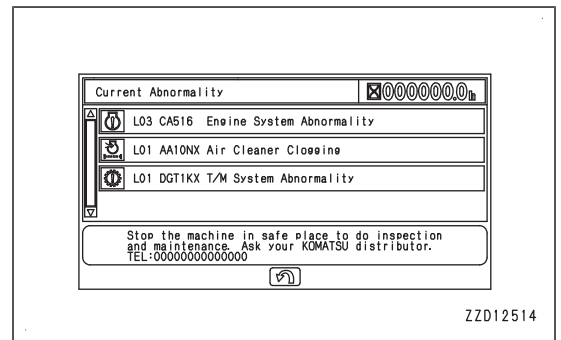 Current Abnormality
000000.0h
L03 CA516 Engine System Abnormality
L01 AA10NX Air Cleaner Clogging
L01 DGT1KX T/M System Abnormality
Stop the machine in safe place to do inspection
and maintenance. Ask your KOMATSU distributor.
TEL:00000000000000
ZZD12514